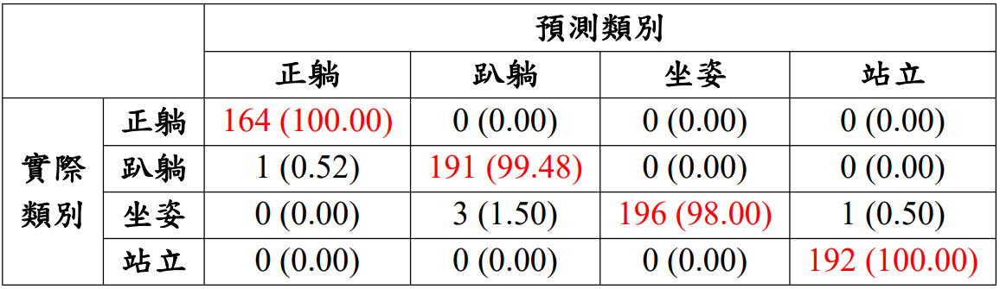 預測類別
正躺 趴躺 坐姿 站立
實際類別
正躺 164 (100.00) 0 (0.00) 0 (0.00) 0 (0.00)
趴躺 1 (0.52) 191 (99.48) 0 (0.00) 0 (0.00)
坐姿 0 (0.00) 3 (1.50) 196 (98.00) 1 (0.50)
站立 0 (0.00) 0 (0.00) 0 (0.00) 192 (100.00)